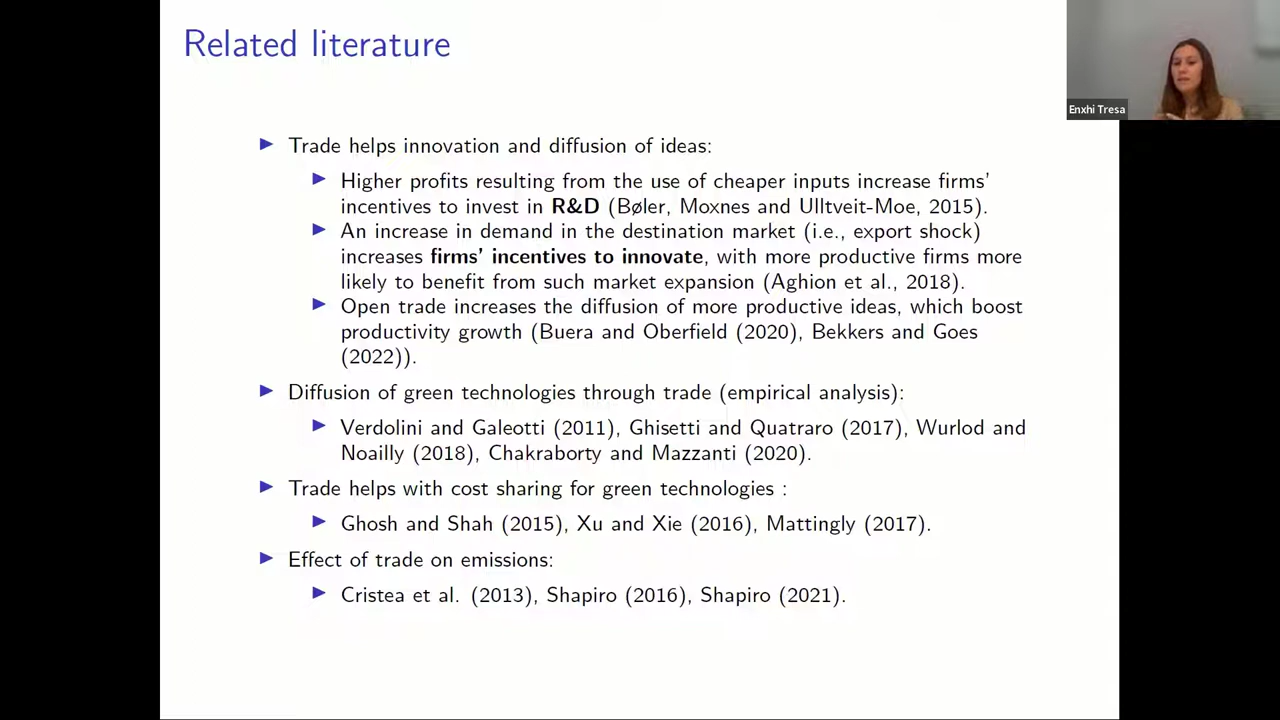 Related literature
Enxhi Tresa
Trade helps innovation and diffusion of ideas:
Higher profits resulting from the use of cheaper inputs increase firms'
incentives to invest in R&D (Bøler, Moxnes and Ulltveit-Moe, 2015).
An increase in demand in the destination market (i.e., export shock)
increases firms' incentives to innovate, with more productive firms more
likely to benefit from such market expansion (Aghion et al., 2018).
Open trade increases the diffusion of more productive ideas, which boost
productivity growth (Buera and Oberfield (2020), Bekkers and Goes
(2022)).
Diffusion of green technologies through trade (empirical analysis):
Verdolini and Galeotti (2011), Ghisetti and Quatraro (2017), Wurlod and
Noailly (2018), Chakraborty and Mazzanti (2020).
Trade helps with cost sharing for green technologies :
Ghosh and Shah (2015), Xu and Xie (2016), Mattingly (2017).
Effect of trade on emissions:
Cristea et al. (2013), Shapiro (2016), Shapiro (2021).